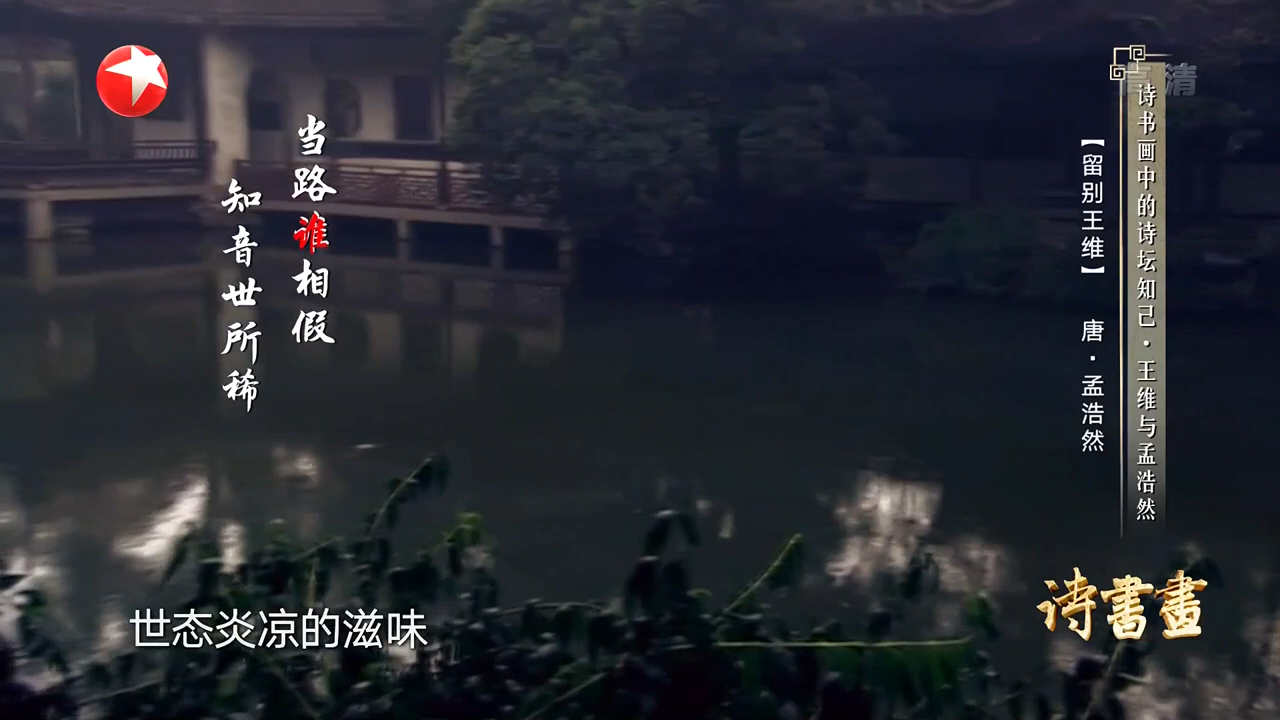 当路谁相假
知音世所稀
高清
诗书画中的诗坛知己·王维与孟浩然
【留别王维】 唐·孟浩然
世态炎凉的滋味
诗書畫